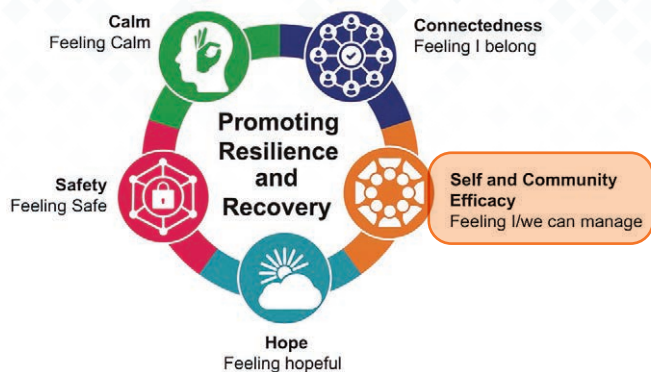 Calm
Feeling Calm
Connectedness
Feeling I belong
Promoting
Resilience
and
Recovery
Safety
Feeling Safe
Self and Community
Efficacy
Feeling I/we can manage
Hope
Feeling hopeful